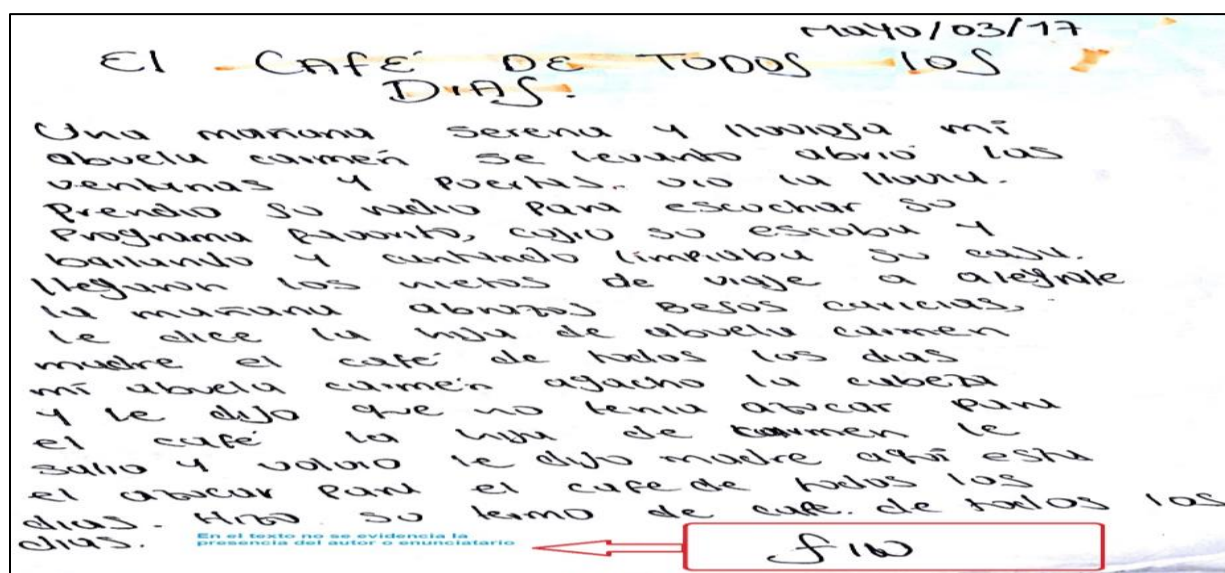 Mayo/03/17
El CAFÉ DE TODOS los
DIAS.
Una mañana serena y lluviosa mi
abuela carmen se levanto abrio las
ventanas y puertas. vio la lluvia.
Prendio su radio para escuchar su
programa favorito, cojio su escoba y
bailando y cantando limpiaba su casa.
llegaron los nietos de viaje a alegrale
la mañana abrazos Besos caricias,
le dice la hija de abuela carmen
madre el café de todos los dias
mi abuela carmen agacho la cabeza
y le dijo que no tenia azucar para
el café la hija de carmen le
salio y volvio le dijo madre aquí esta
el azucar para el cafe de todos los
dias. Hizo su termo de cafe. de todos los
dias.
En el texto no se evidencia la
presencia del autor o enunciatario
fin